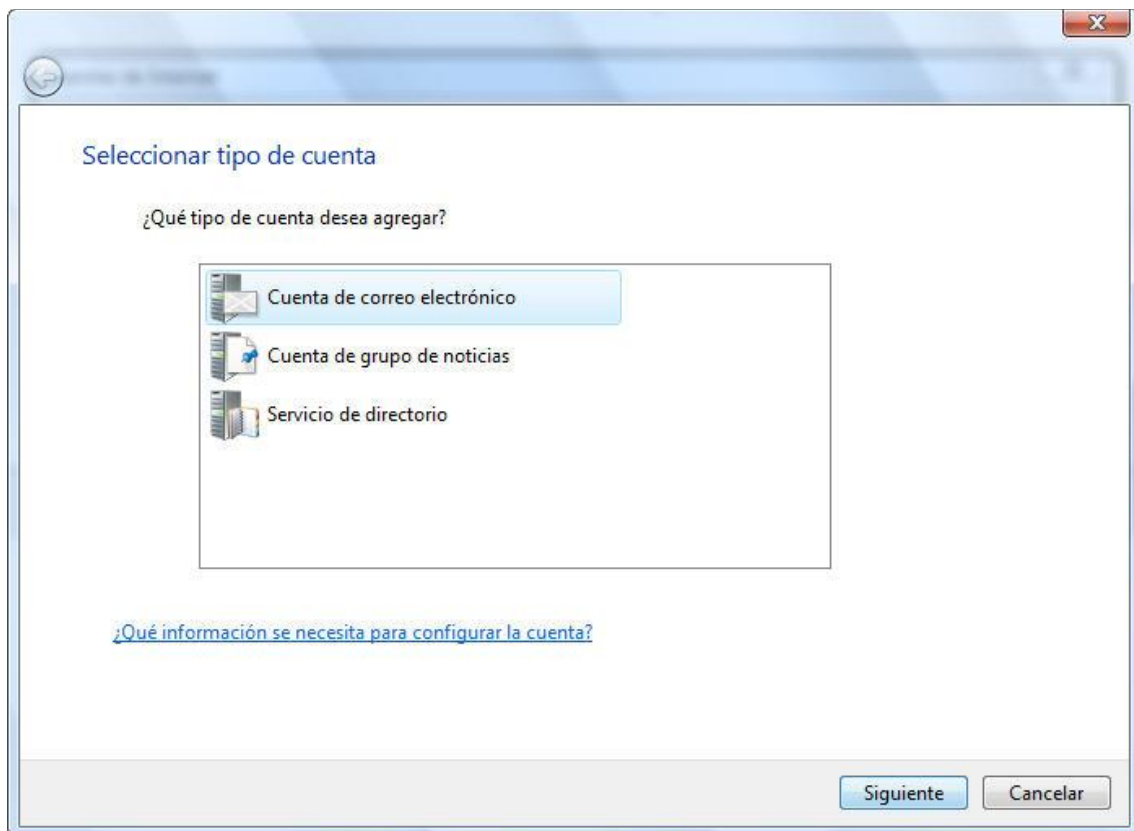 Seleccionar tipo de cuenta
¿Qué tipo de cuenta desea agregar?
Cuenta de correo electrónico
Cuenta de grupo de noticias
Servicio de directorio
¿Qué información se necesita para configurar la cuenta?
Siguiente
Cancelar